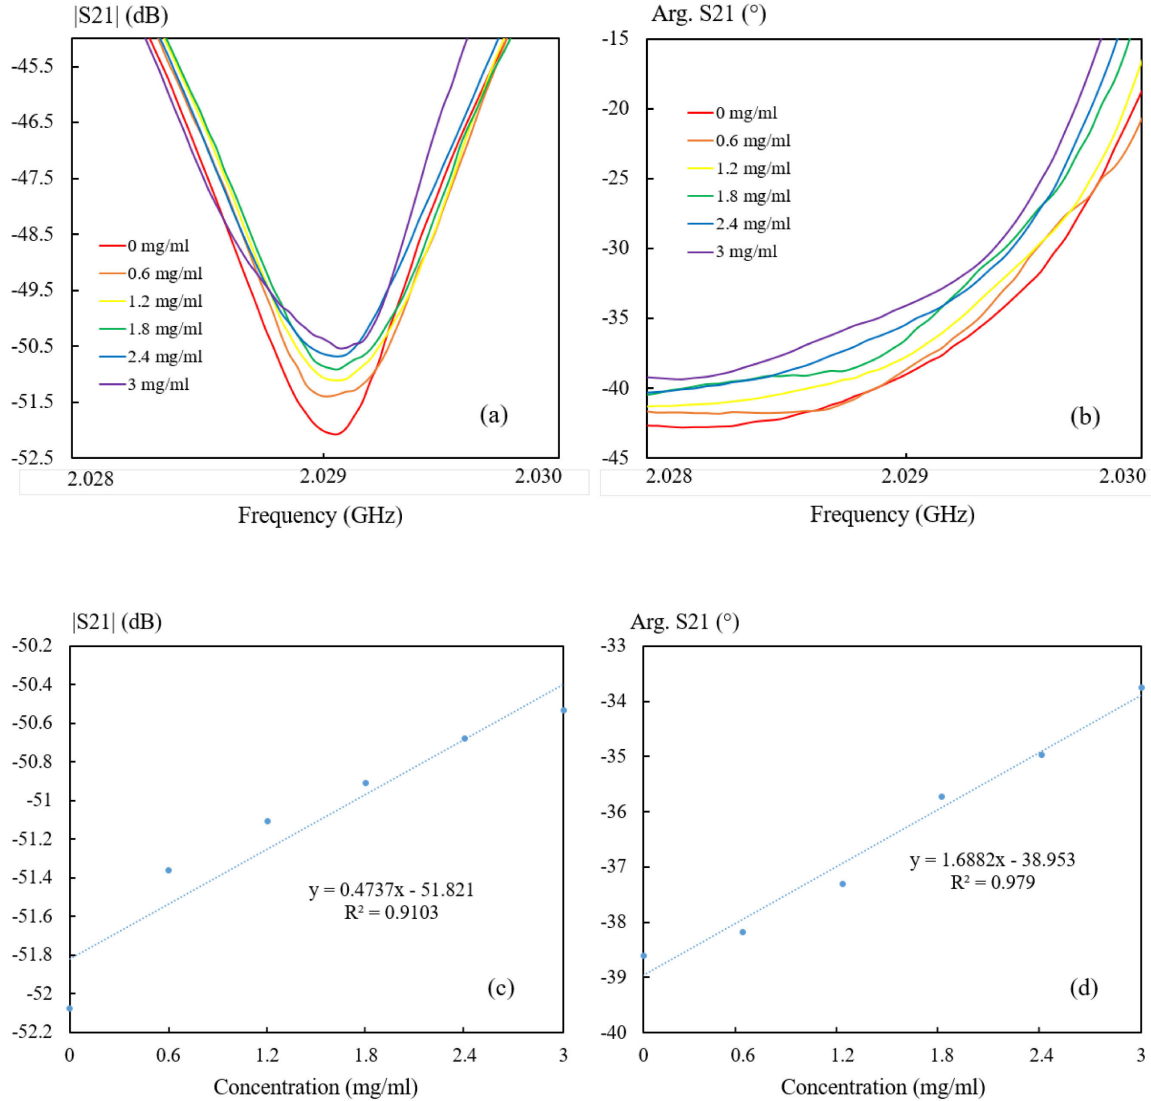 |S21| (dB)
-45.5
-46.5
-47.5
-48.5
-49.5
-50.5
-51.5
-52.5
0 mg/ml
0.6 mg/ml
1.2 mg/ml
1.8 mg/ml
2.4 mg/ml
3 mg/ml
(a)
2.028 2.029 2.030
Frequency (GHz)
Arg. S21 (°)
-15
-20
-25
-30
-35
-40
-45
0 mg/ml
0.6 mg/ml
1.2 mg/ml
1.8 mg/ml
2.4 mg/ml
3 mg/ml
(b)
2.028 2.029 2.030
Frequency (GHz)
|S21| (dB)
-50.2
-50.4
-50.6
-50.8
-51
-51.2
-51.4
-51.6
-51.8
-52
-52.2
y = 0.4737x - 51.821
R² = 0.9103
(c)
0 0.6 1.2 1.8 2.4 3
Concentration (mg/ml)
Arg. S21 (°)
-33
-34
-35
-36
-37
-38
-39
-40
y = 1.6882x - 38.953
R² = 0.979
(d)
0 0.6 1.2 1.8 2.4 3
Concentration (mg/ml)